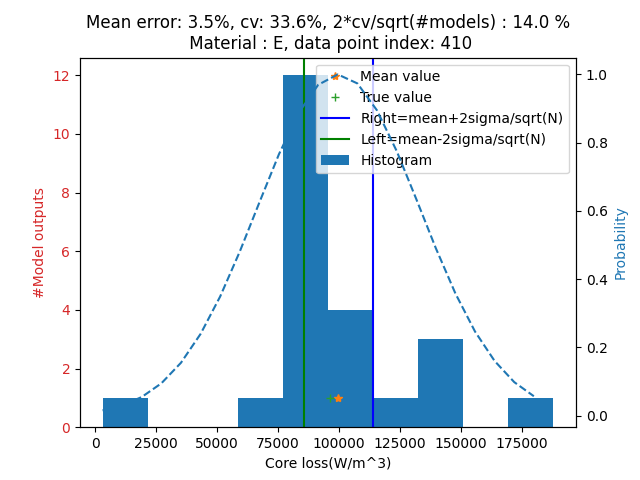 Mean error: 3.5%, cv: 33.6%, 2*cv/sqrt(#models) : 14.0 %
Material : E, data point index: 410
Mean value
True value
Right=mean+2sigma/sqrt(N)
Left=mean-2sigma/sqrt(N)
Histogram
#Model outputs
12
10
8
6
4
2
0
1.0
0.8
0.6
0.4
0.2
0.0
Probability
0 25000 50000 75000 100000 125000 150000 175000
Core loss(W/m^3)